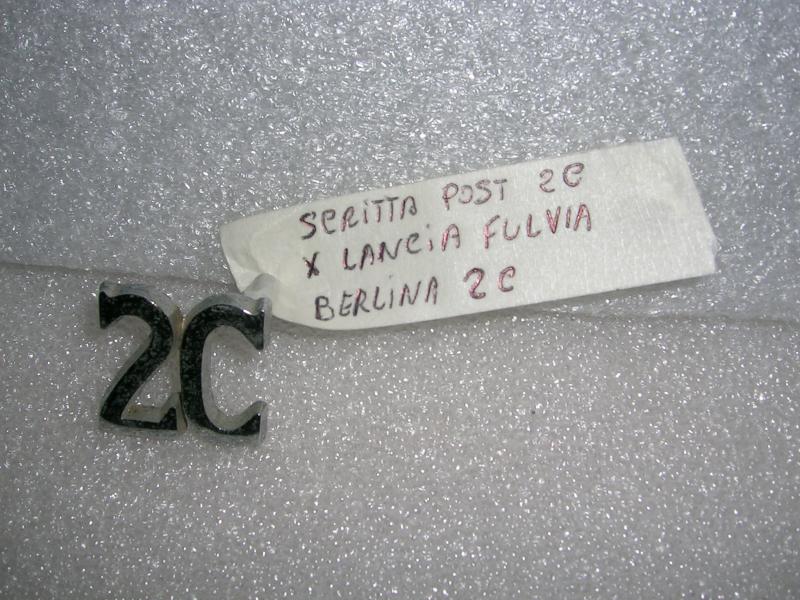 SCRITTA POST 2C
X LANCiA FULVIA
BERLiNA 2C
2C